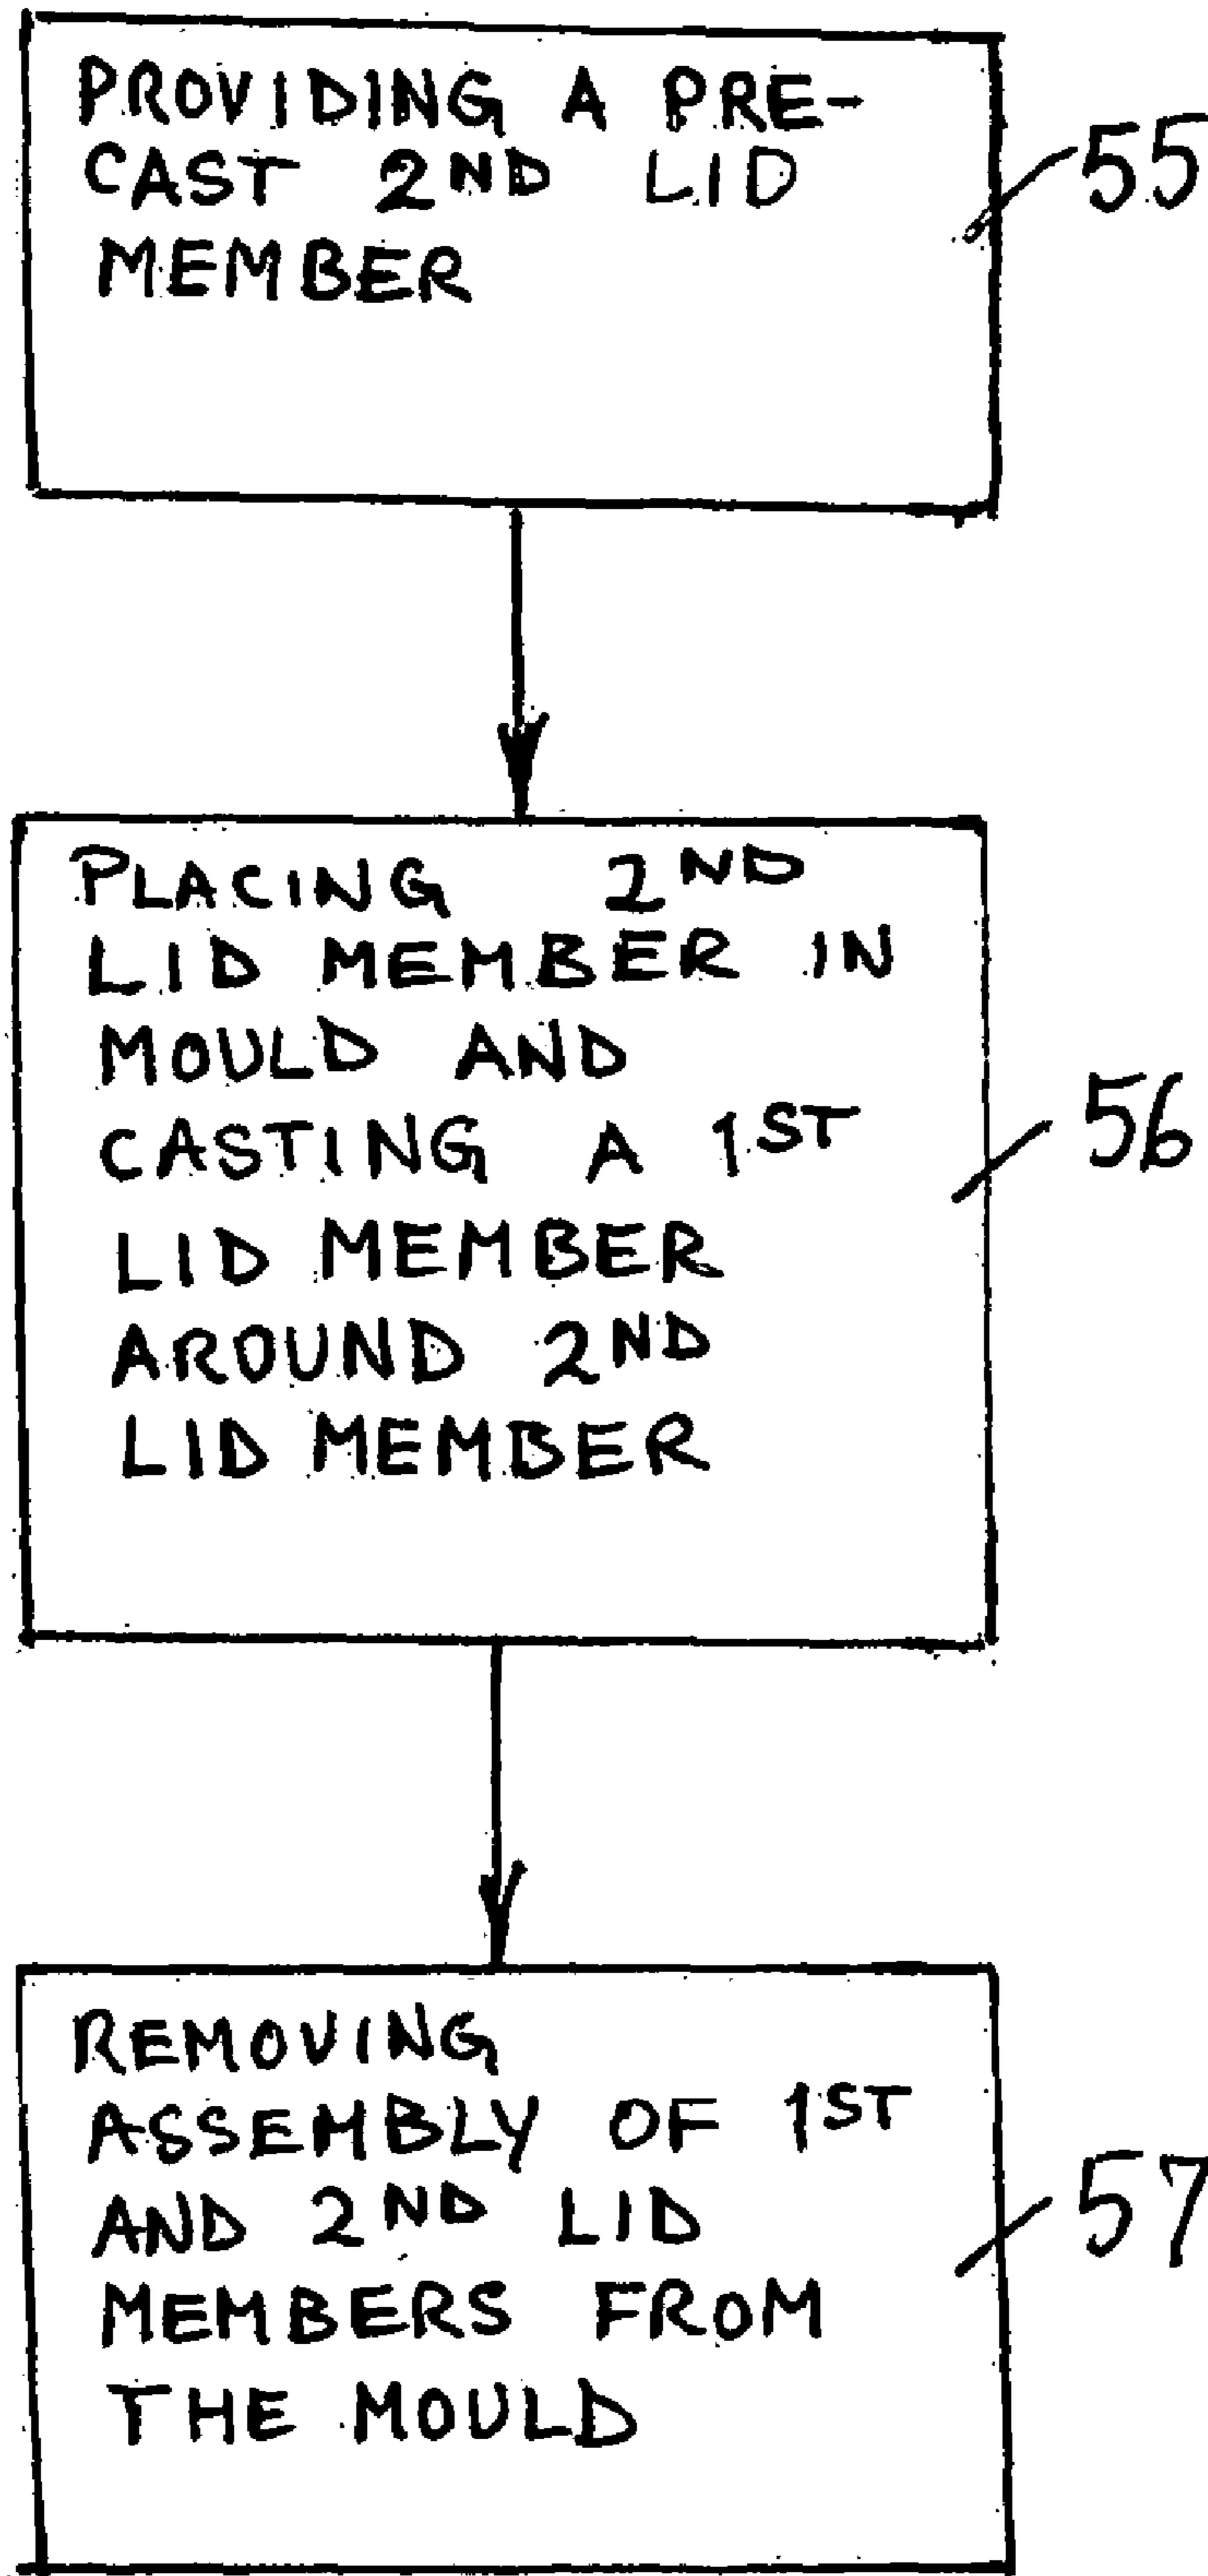 PROVIDING A PRE-
CAST 2ND LID
MEMBER
55
PLACING 2ND
LID MEMBER IN
MOULD AND
CASTING A 1ST
LID MEMBER
AROUND 2ND
LID MEMBER
56
REMOVING
ASSEMBLY OF 1ST
AND 2ND LID
MEMBERS FROM
THE MOULD
57